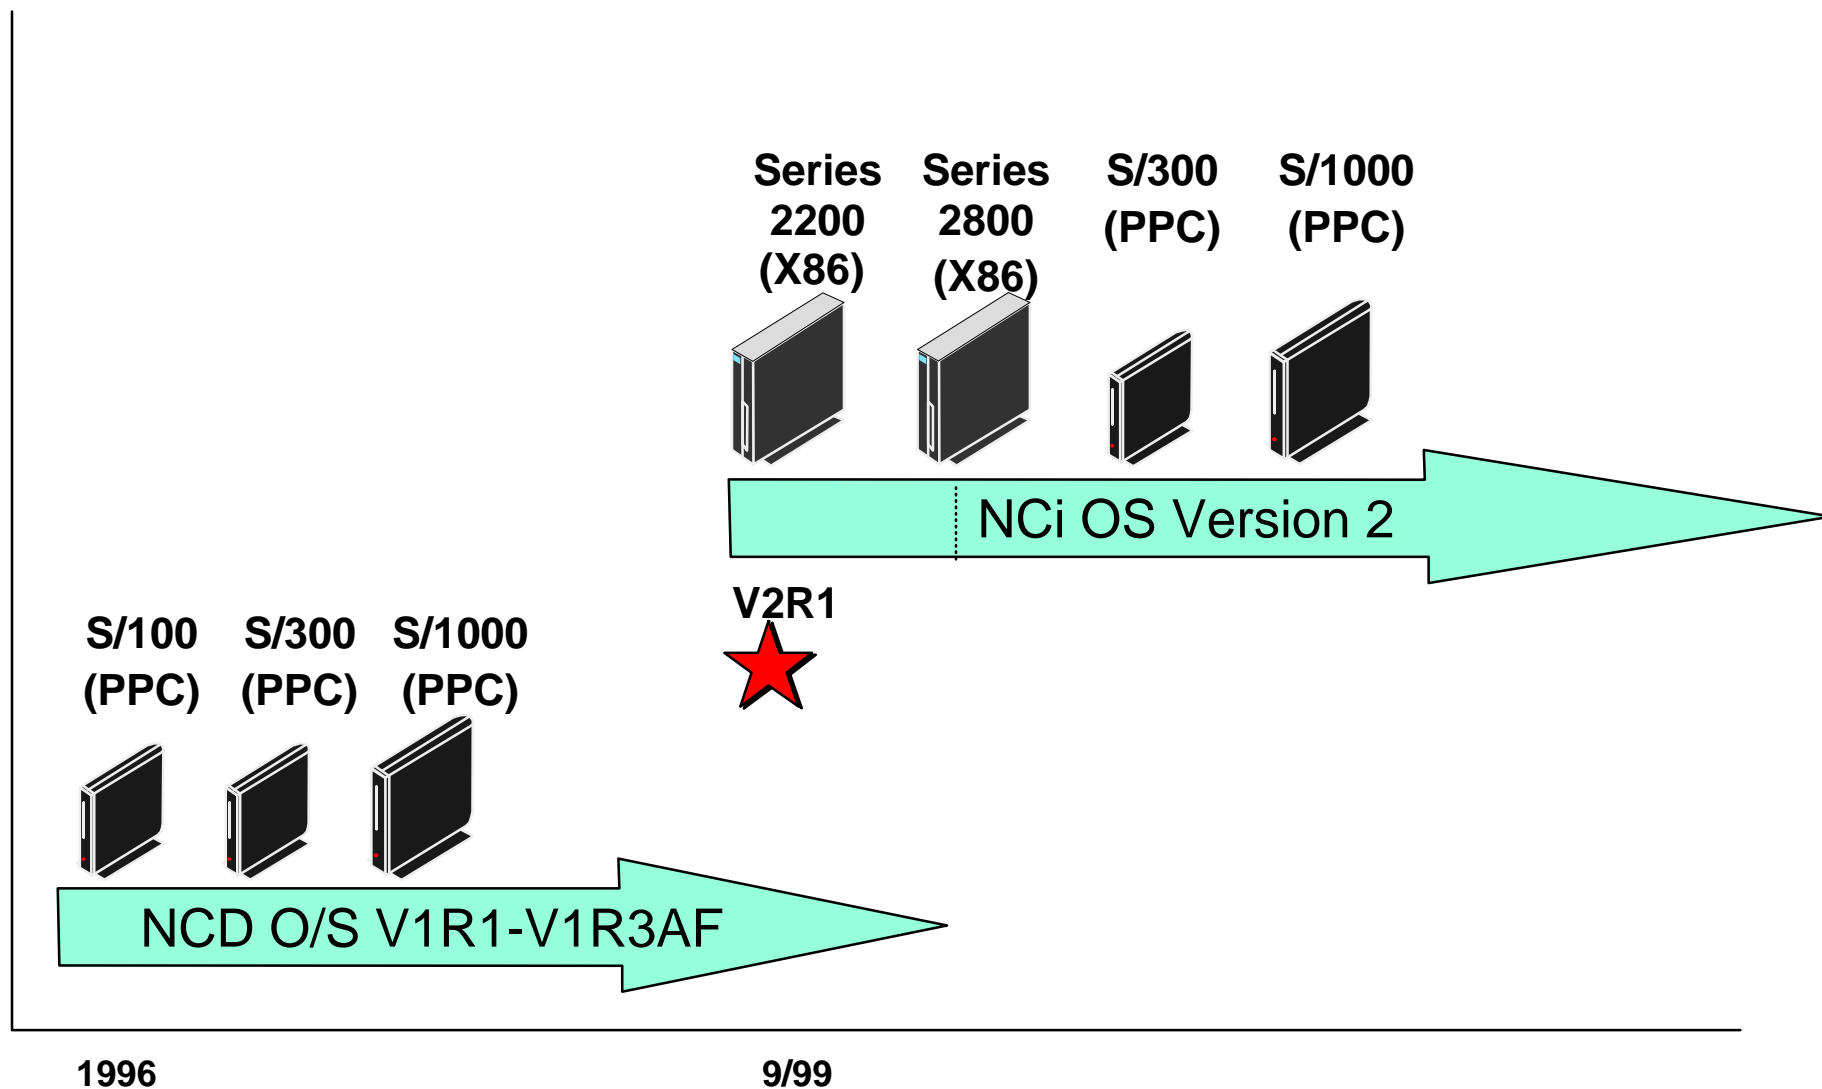 Series
2200
(X86)
Series
2800
(X86)
S/300
(PPC)
S/1000
(PPC)
NCi OS Version 2
V2R1
S/100
(PPC)
S/300
(PPC)
S/1000
(PPC)
NCD O/S V1R1-V1R3AF
1996
9/99